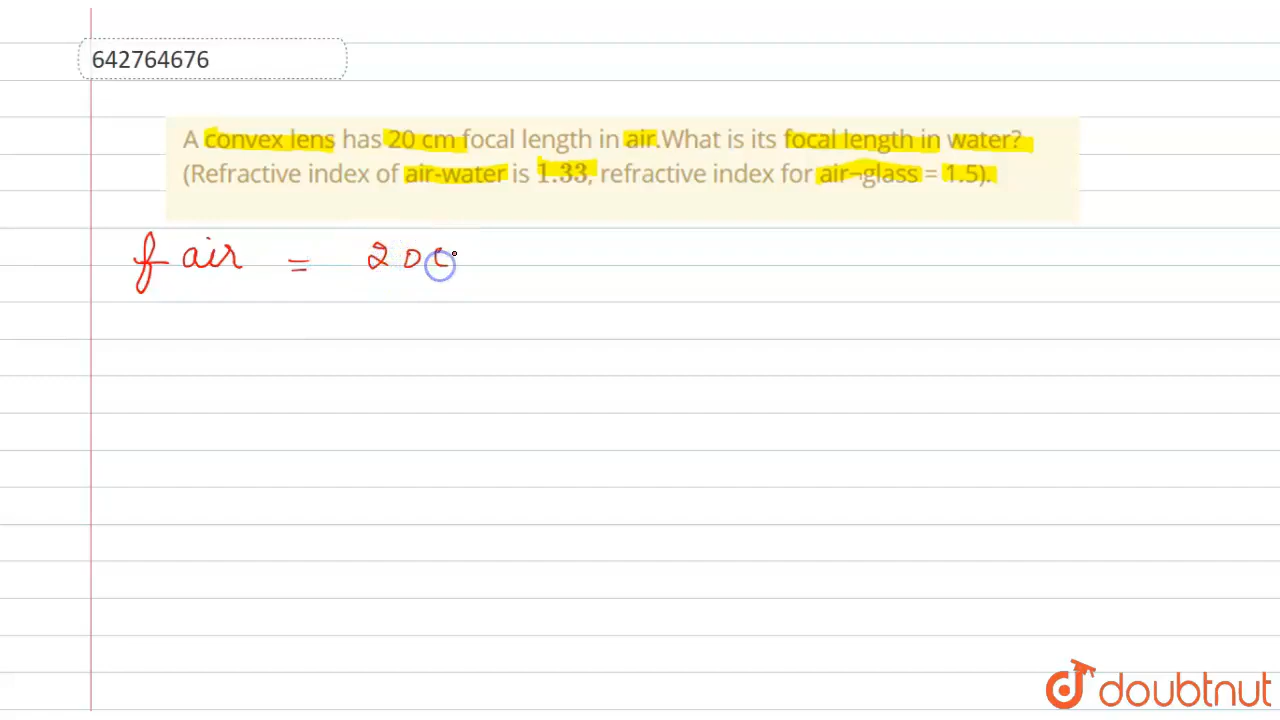 642764676
A convex lens has 20 cm focal length in air.What is its focal length in water?
(Refractive index of air-water is 1.33, refractive index for air¬glass = 1.5).
f air = 20c
doubtnut